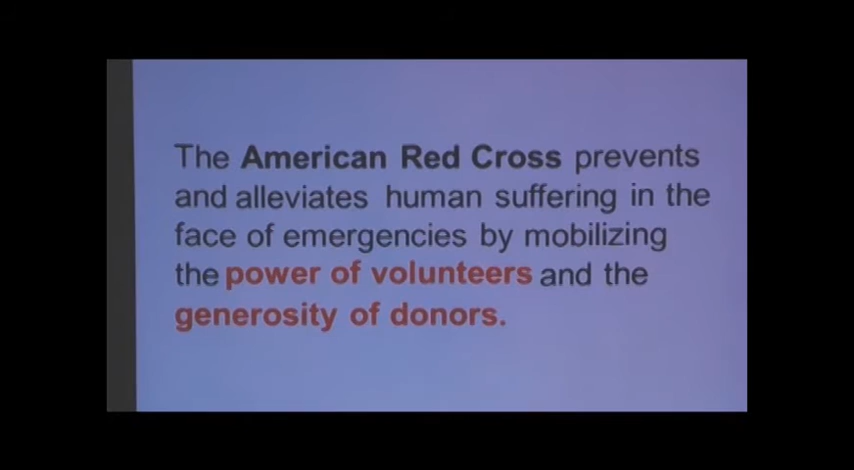 The American Red Cross prevents
and alleviates human suffering in the
face of emergencies by mobilizing
the power of volunteers and the
generosity of donors.